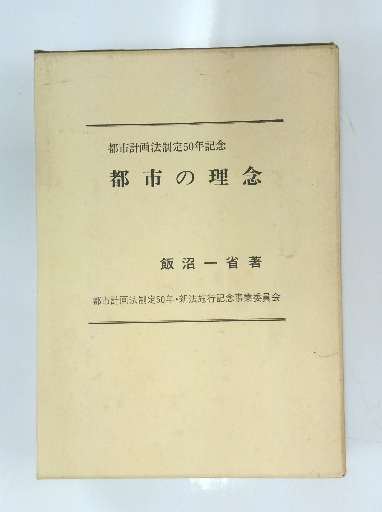 都市計画法制定50年記念
都市の理念
飯沼一省著
都市計画法制定50年・新法施行記念事業委員会